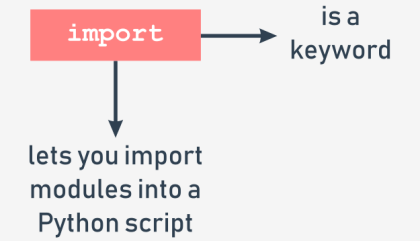 import
is a
keyword
lets you import
modules into a
Python script